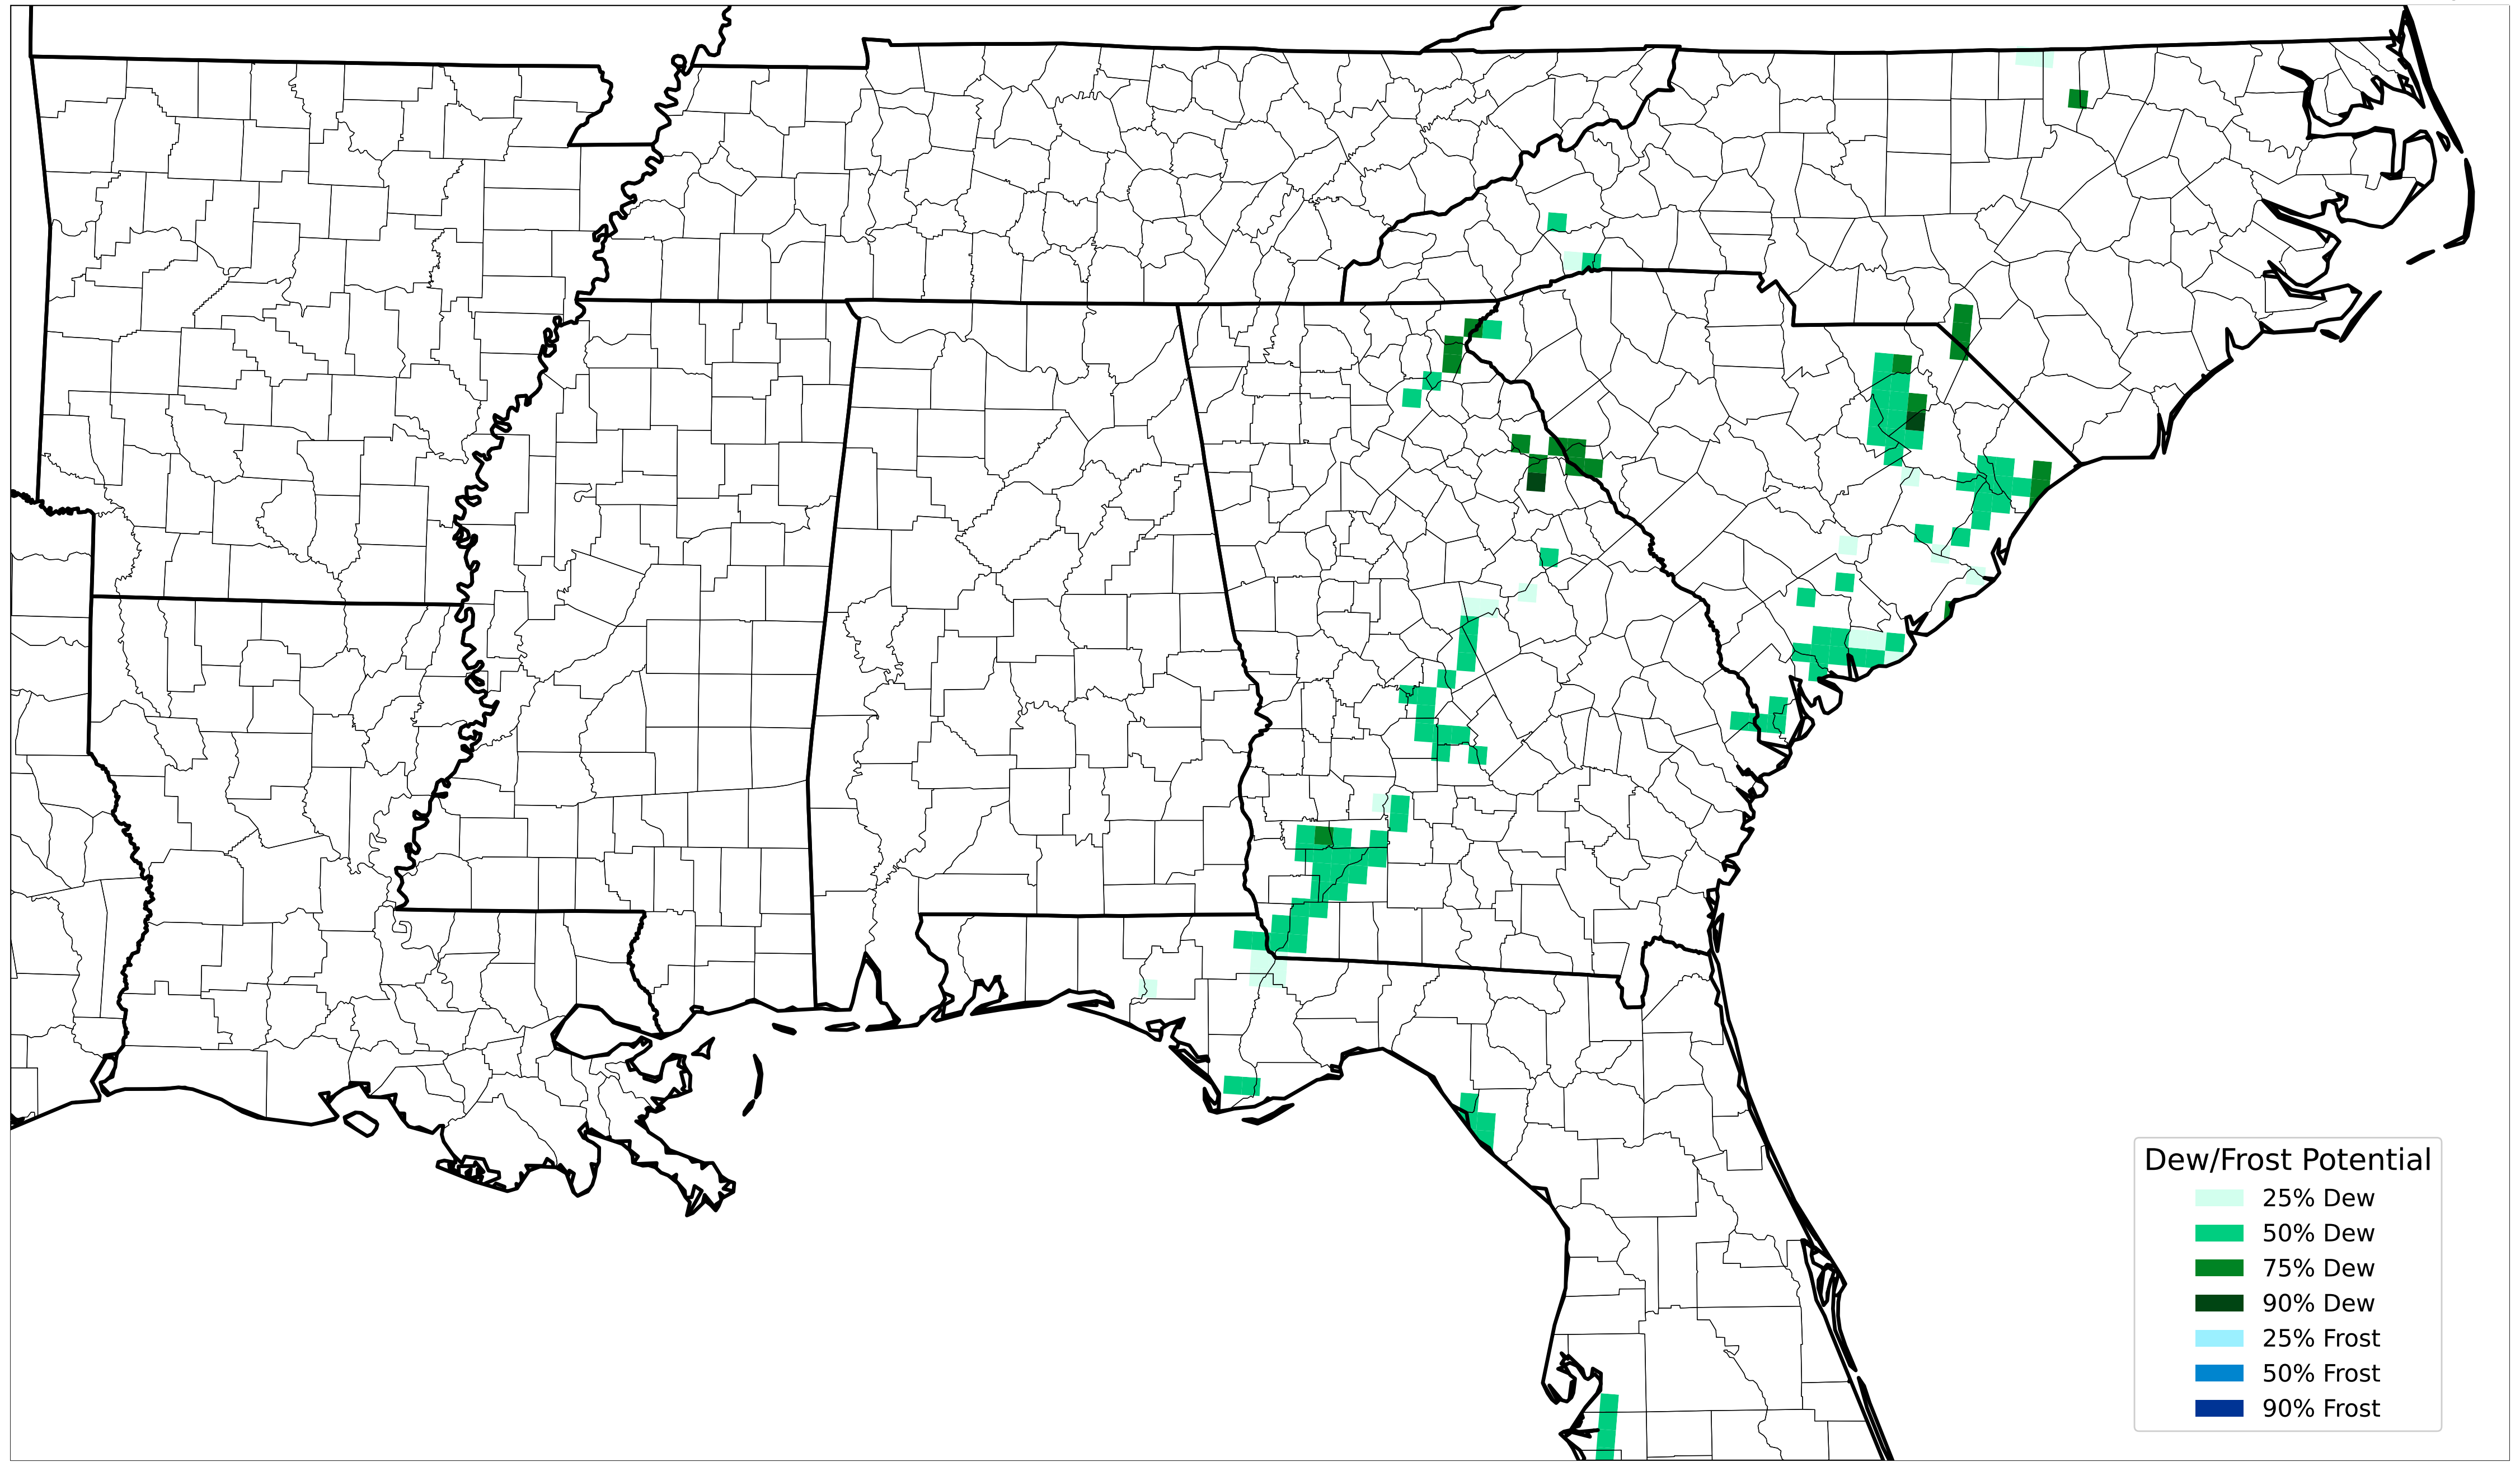 Dew/Frost Potential
25% Dew
50% Dew
75% Dew
90% Dew
25% Frost
50% Frost
90% Frost